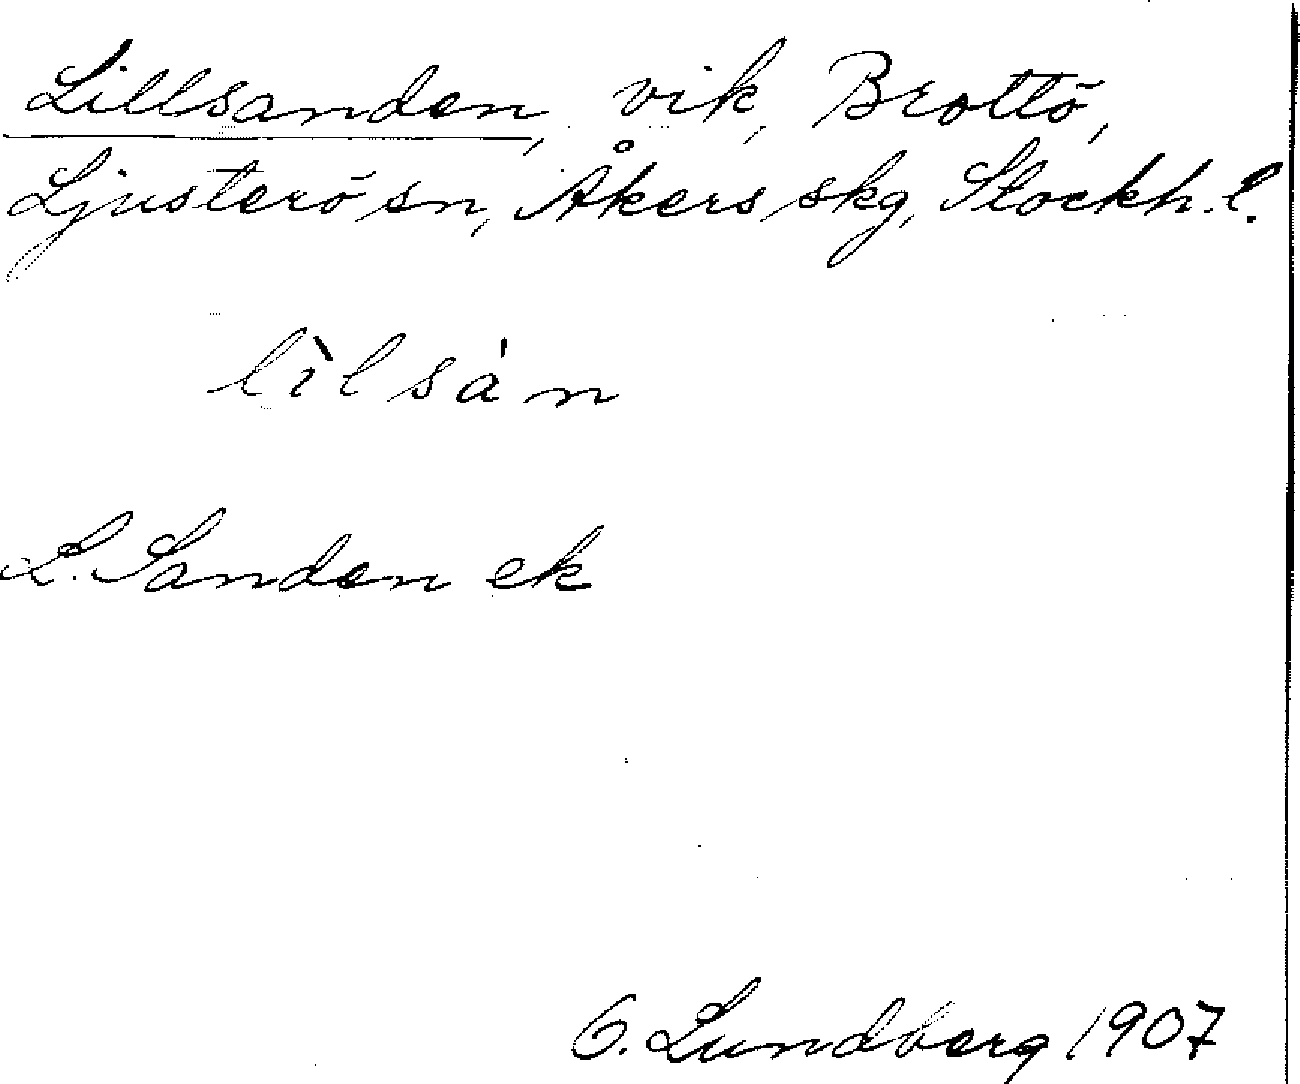 Lillsanden, vik, Brottö,
Ljusterö sn, Åkers skg, Stockh. l.
lìlsán
L. Sanden ek
O. Lundberg 1907